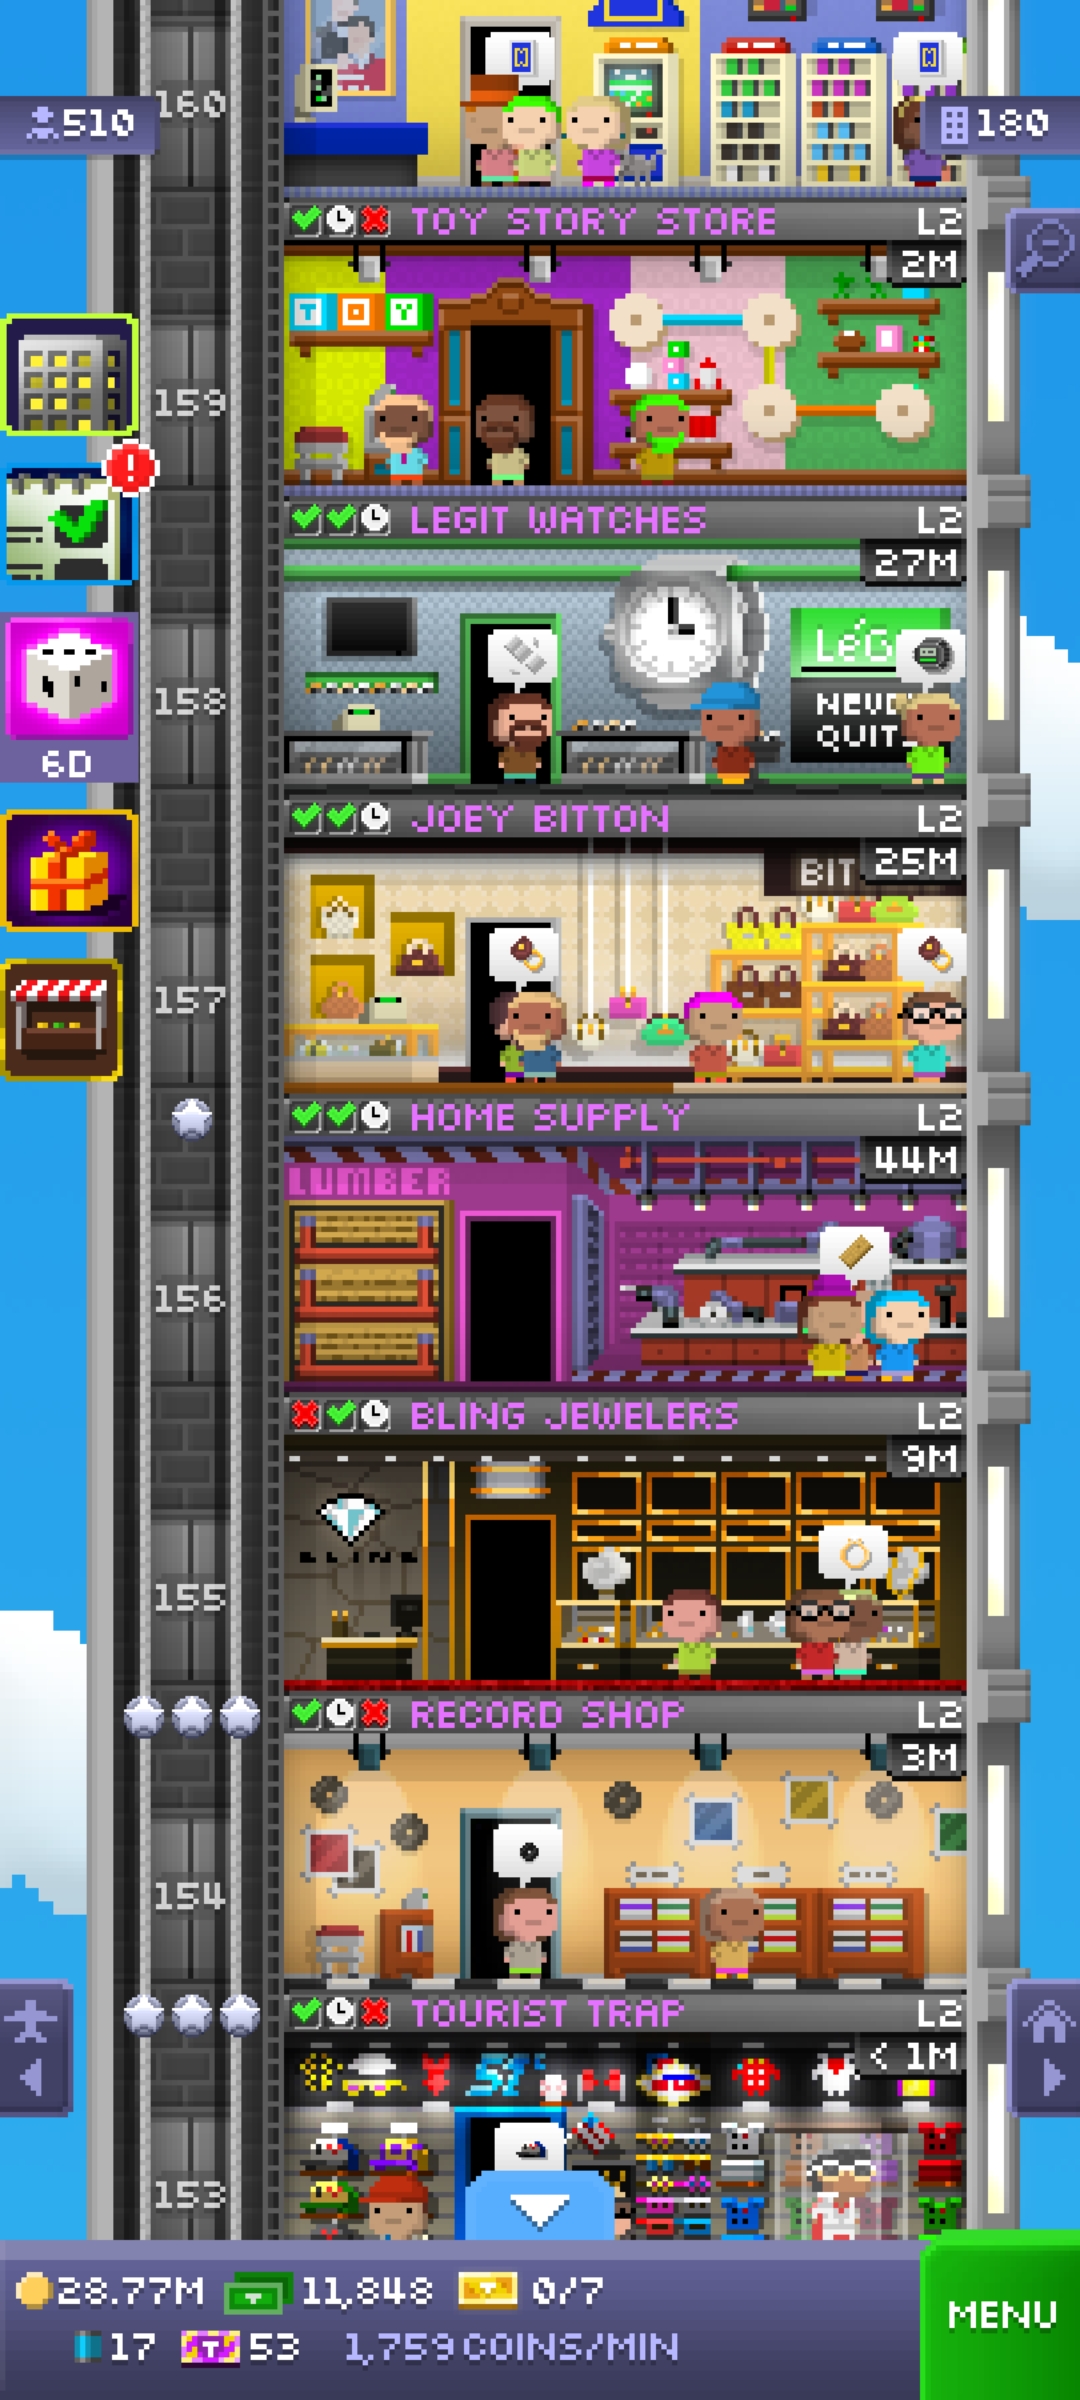 160
510
180
TOY STORY STORE L2
2M
T O Y
159
LEGIT WATCHES L2
27M
LéG
NEVE
QUIT
158
6D
JOEY BITTON L2
25M
BIT
157
HOME SUPPLY L2
44M
LUMBER
156
BLING JEWELERS L2
9M
BLING
155
RECORD SHOP L2
3M
154
TOURIST TRAP L2
< 1M
153
28.77M 11,848 0/7
17 T 53 1,759 COINS/MIN
MENU